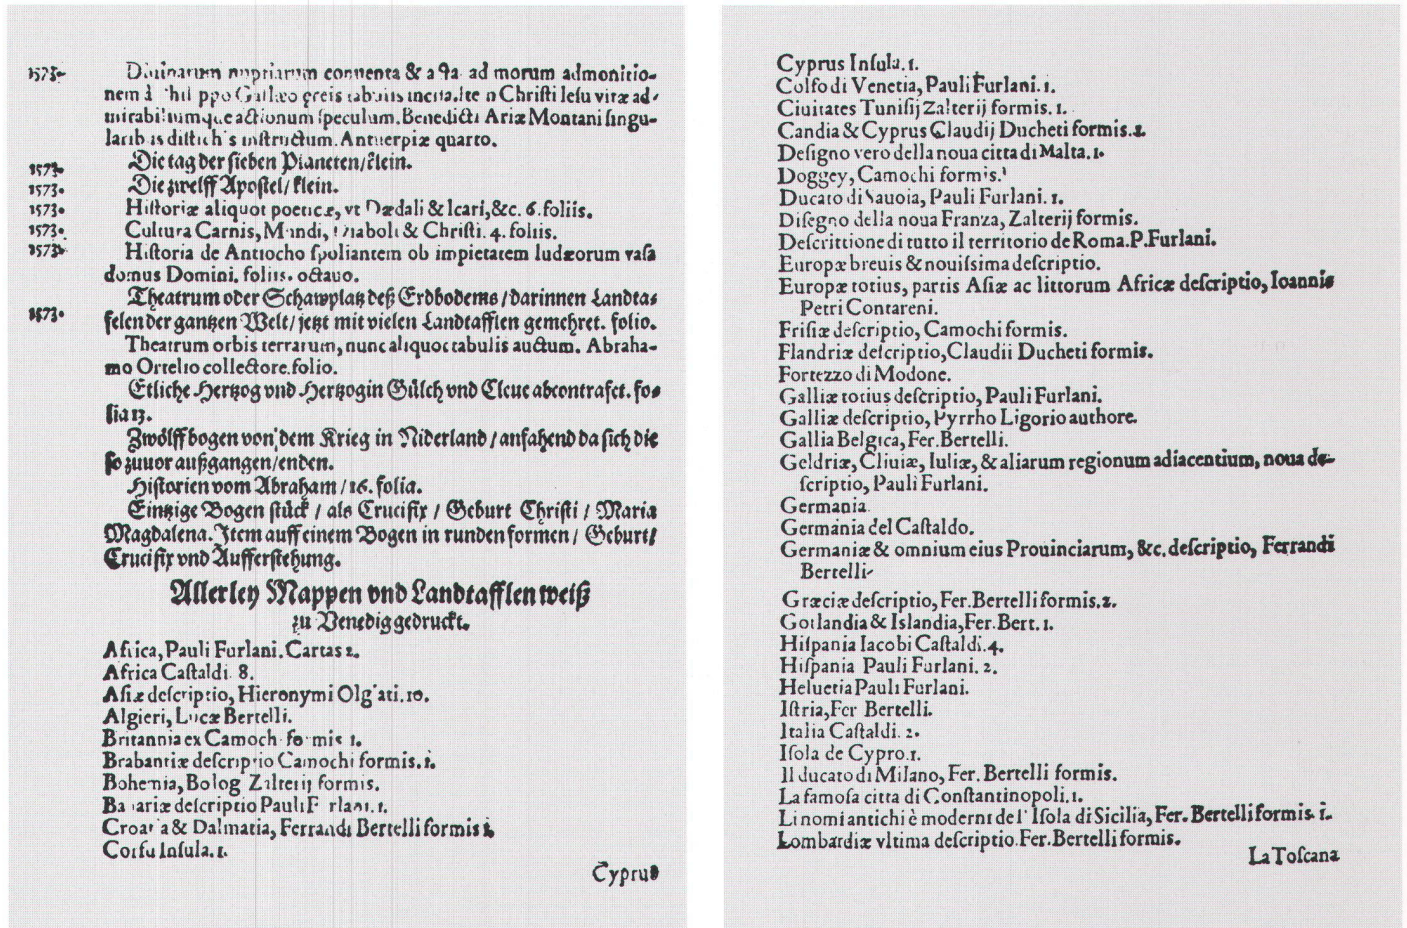 1573. Diuinarum nuptiarum conuenta & acta ad morum admonitio-
nem à Philippo Gallæo æreis tabulis incisa. Ite in Christi Iesu vitæ ad-
mirabiliumque actionum speculum. Benedicti Ariæ Montani singu-
laribus distichis instructum. Antuerpiæ quarto.
1573. Die tag der sieben Planeten/klein.
1573. Die zwelff Apostel/klein.
1573. Historiæ aliquot poeticæ, vt Dædali & Icari, &c. 6. foliis.
1573. Cultura Carnis, Mundi, Diaboli & Christi. 4. foliis.
1573. Historia de Antiocho spoliantem ob impietatem Iudæorum vasa
domus Domini. foliis. octauo.
Theatrum oder Schawplatz deß Erdbodems/darinnen Landta-
1573. felen der gantzen Welt/jetzt mit vielen Landtafflen gemehret. folio.
Theatrum orbis terrarum, nunc aliquot tabulis auctum. Abraha-
mo Ortelio collectore. folio.
Etliche Hertzog vnd Hertzogin Gülch vnd Cleue abcontrafet. fo-
lia 13.
Zwölff bogen von dem Krieg in Niderland/anfahend da sich die
so zuuor außgangen/enden.
Historien vom Abraham/16. folia.
Eintzige Bogen stück/als Crucifix/Geburt Christi/Maria
Magdalena. Item auff einem Bogen in runden formen/Geburt/
Crucifix vnd Aufferstehung.
Allerley Mappen vnd Landtafflen weiß
zu Venedig gedruckt.
Africa, Pauli Furlani. Cartas 2.
Africa Castaldi. 8.
Asiæ descriptio, Hieronymi Olgiati. 10.
Algieri, Lucæ Bertelli.
Britannia ex Camoch. formis 1.
Brabantiæ descriptio Camochi formis. 1.
Bohemia, Bolog Zalterij formis.
Bauariæ descriptio Pauli Furlani. 1.
Croatia & Dalmatia, Ferrandi Bertelli formis 1.
Corfu Insula. 1.
Cyprus
Cyprus Insula. 1.
Colfo di Venetia, Pauli Furlani. 1.
Ciuitates Tunisij Zalterij formis. 1.
Candia & Cyprus Claudij Ducheti formis. 2.
Designo vero della noua citta di Malta. 1.
Doggey, Camochi formis. 1
Ducato di Sauoia, Pauli Furlani. 1.
Disegno della noua Franza, Zalterij formis.
Descrittione di tutto il territorio de Roma. P. Furlani.
Europæ breuis & nouissima descriptio.
Europæ totius, partis Asiæ ac littorum Africæ descriptio, Ioannis
Petri Contareni.
Frisiæ descriptio, Camochi formis.
Flandriæ descriptio, Claudii Ducheti formis.
Fortezzo di Modone.
Galliæ totius descriptio, Pauli Furlani.
Galliæ descriptio, Pyrrho Ligorio authore.
Gallia Belgica, Fer. Bertelli.
Geldriæ, Cliuiæ, Iuliæ, & aliarum regionum adiacentium, noua de-
scriptio, Pauli Furlani.
Germania
Germania del Castaldo.
Germaniæ & omnium eius Prouinciarum, &c. descriptio, Ferrandi
Bertelli.
Græciæ descriptio, Fer. Bertelli formis. 2.
Gotlandia & Islandia, Fer. Bert. 1.
Hispania Iacobi Castaldi. 4.
Hispania Pauli Furlani. 2.
Heluetia Pauli Furlani.
Istria, Fer Bertelli.
Italia Castaldi. 2.
Isola de Cypro. 1.
Il ducato di Milano, Fer. Bertelli formis.
La famosa citta di Constantinopoli. 1.
Li nomi antichi è moderni del' Isola di Sicilia, Fer. Bertelli formis. 1.
Lombardiæ vltima descriptio. Fer. Bertelli formis.
La Toscana